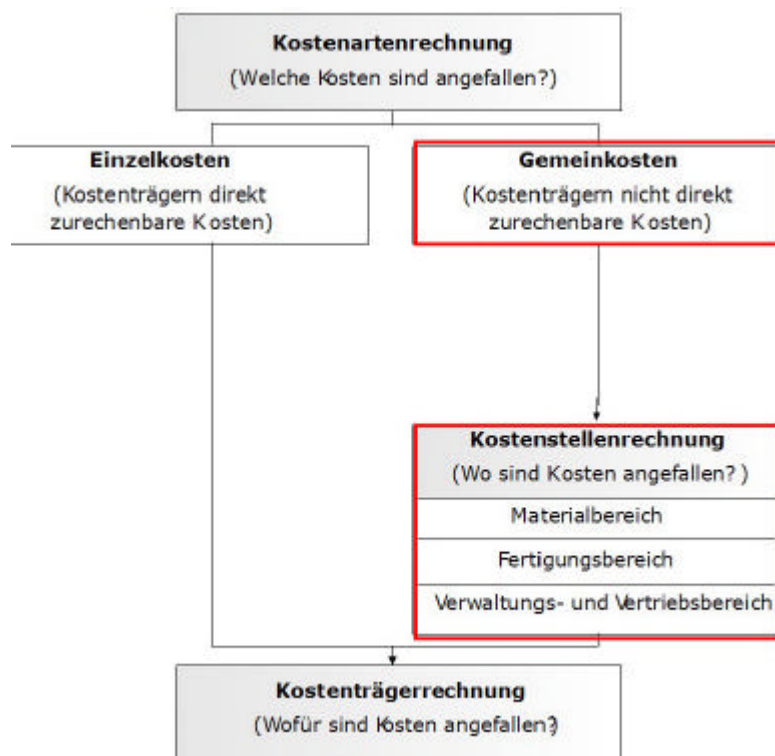 Kostenartenrechnung
(Welche Kosten sind angefallen?)
Einzelkosten
(Kostenträgern direkt
zurechenbare Kosten)
Gemeinkosten
(Kostenträgern nicht direkt
zurechenbare Kosten)
Kostenstellenrechnung
(Wo sind Kosten angefallen? )
Materialbereich
Fertigungsbereich
Verwaltungs- und Vertriebsbereich
Kostenträgerrechnung
(Wofür sind Kosten angefallen?)